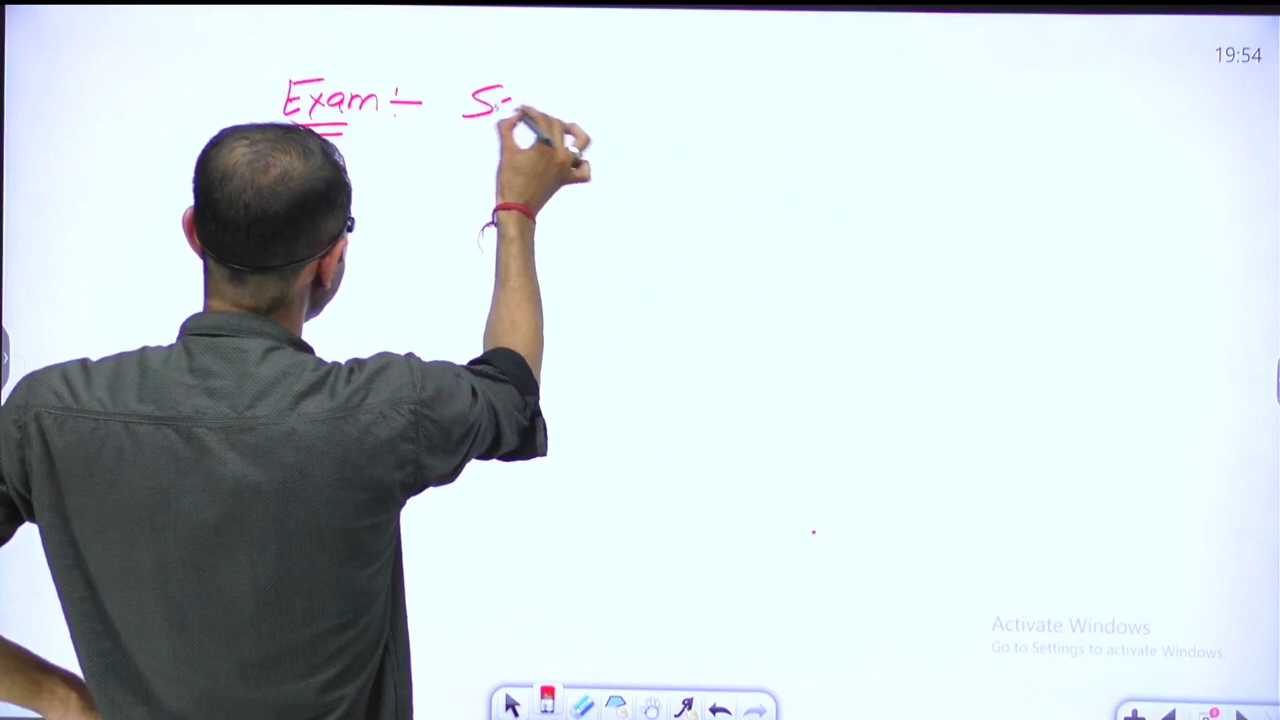 19:54
Exam :- S
Activate Windows
Go to Settings to activate Windows.